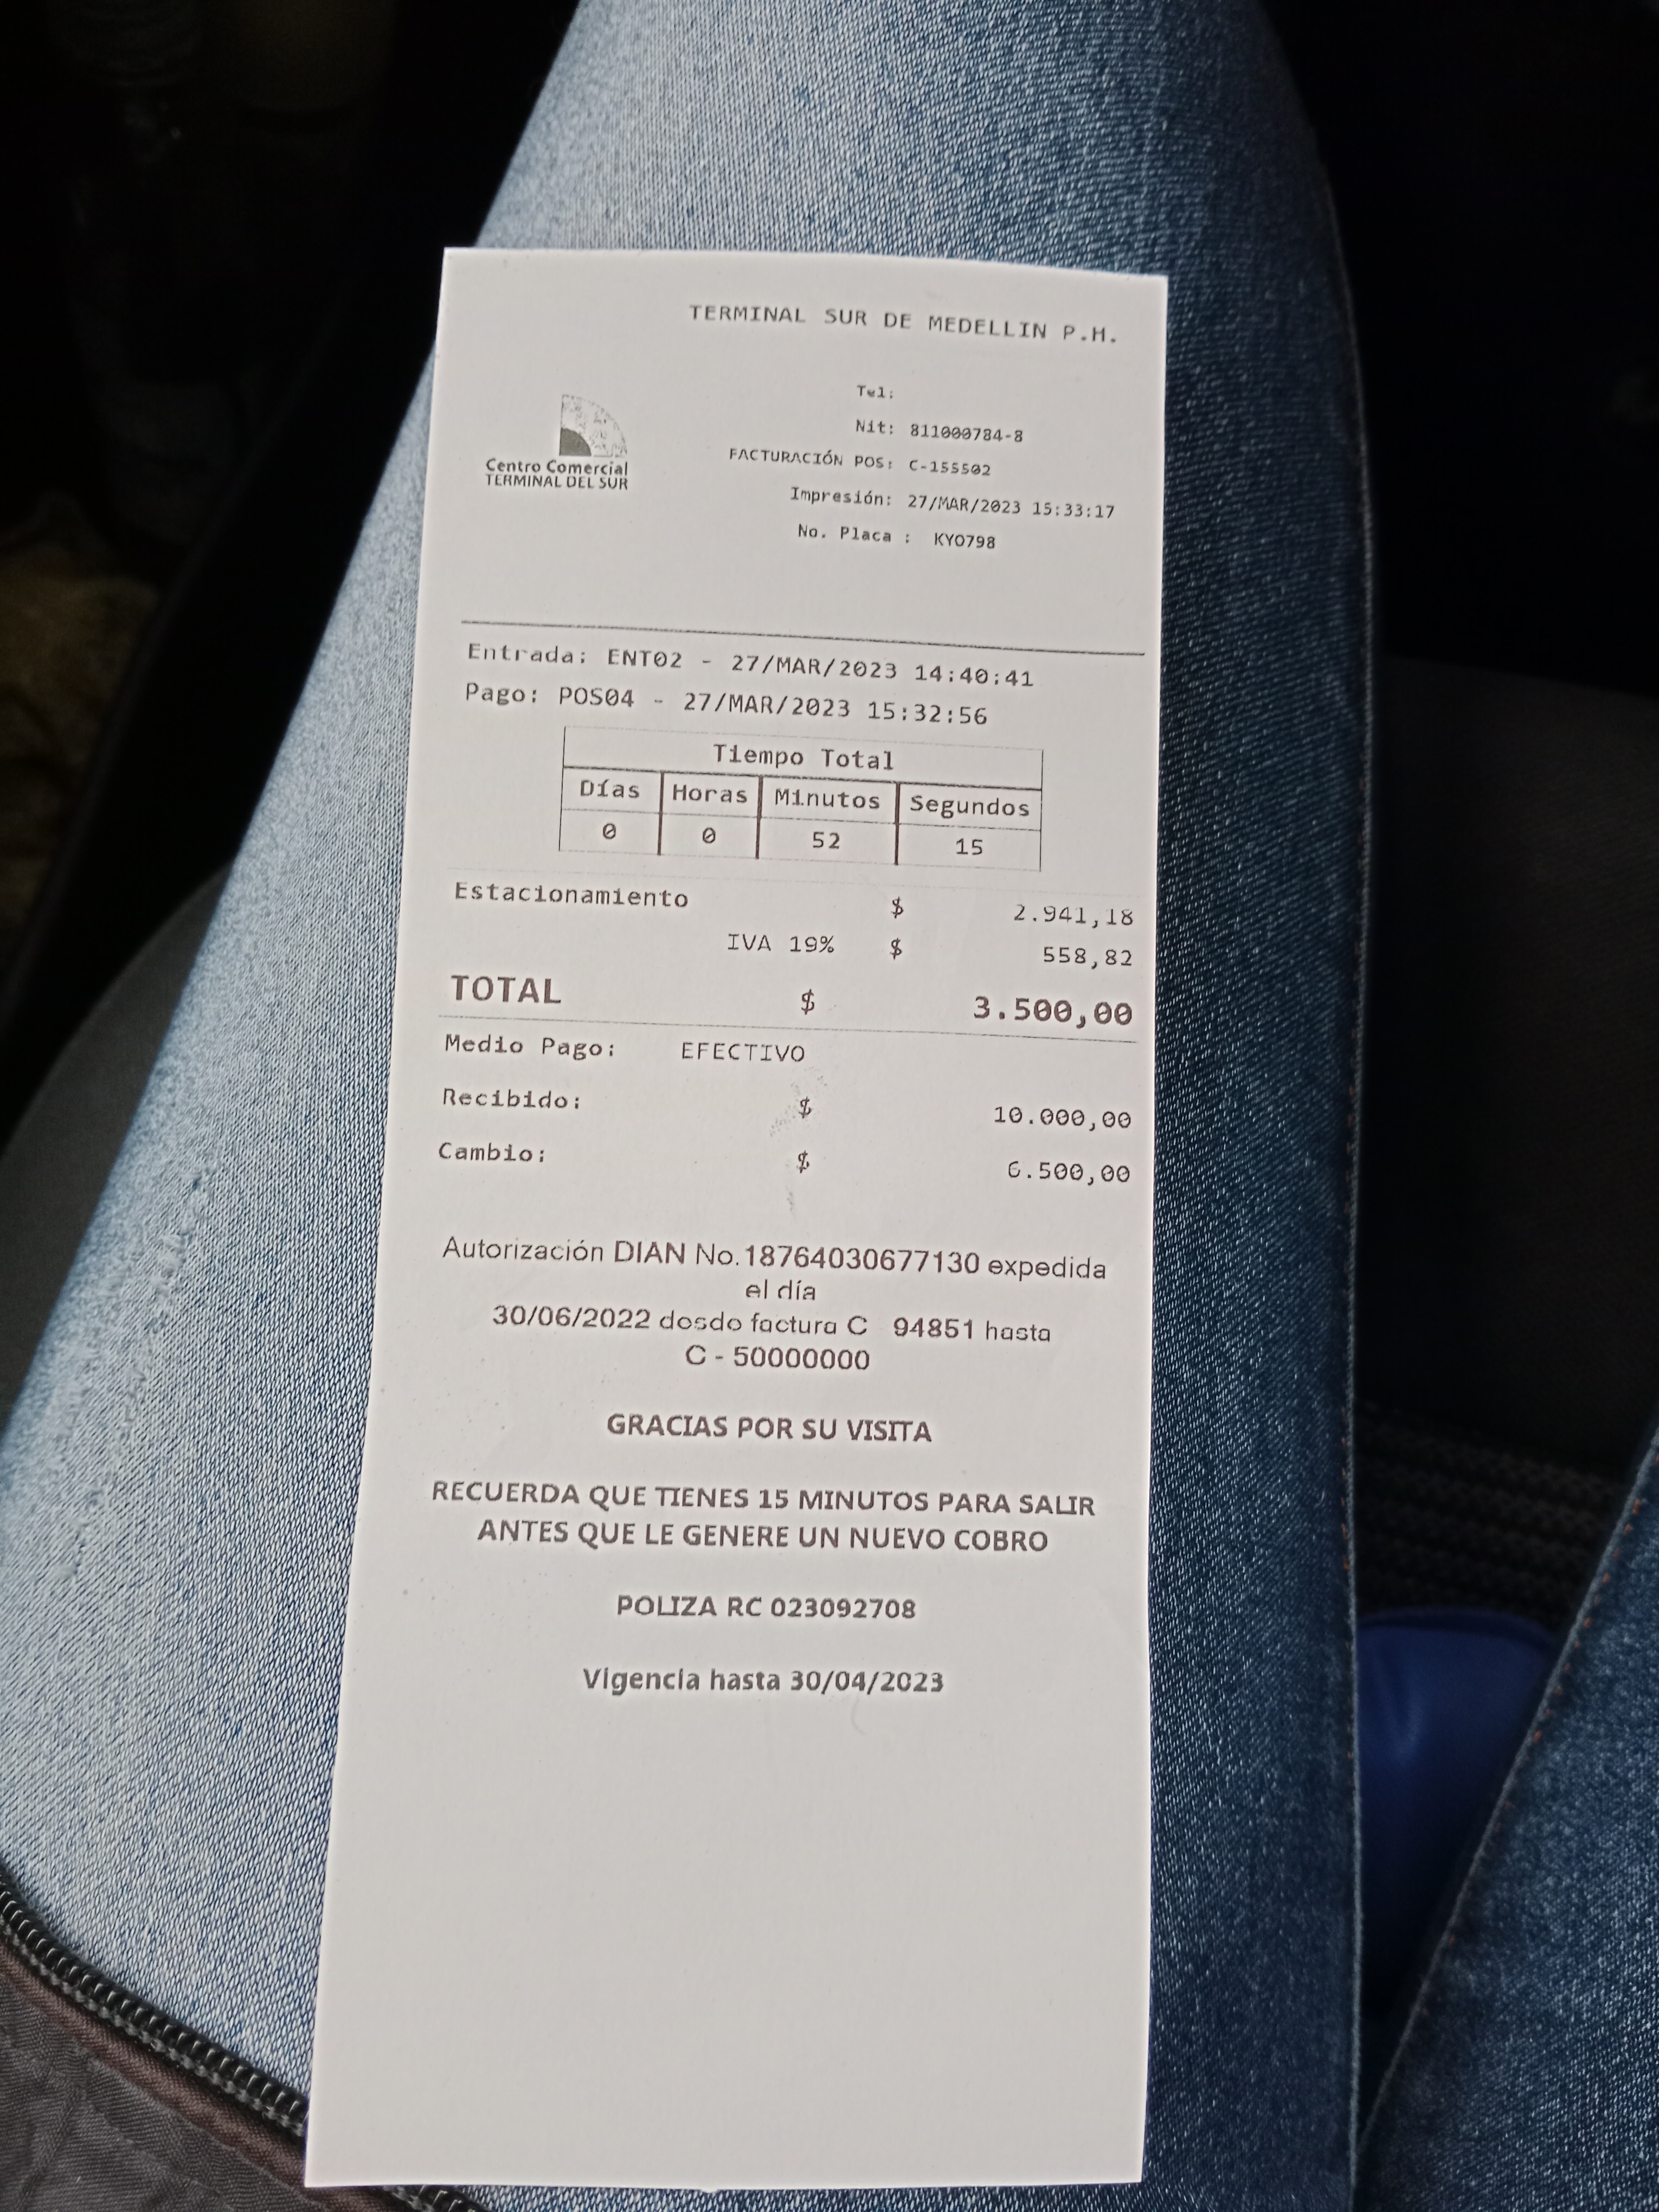 TERMINAL SUR DE MEDELLIN P.H.
Tel:
Nit: 811000784-8
FACTURACIÓN POS: C-155502
Impresión: 27/MAR/2023 15:33:17
No. Placa : KYO798
Centro Comercial
TERMINAL DEL SUR
Entrada: ENT02 - 27/MAR/2023 14:40:41
Pago: POS04 - 27/MAR/2023 15:32:56
Tiempo Total
Días Horas Minutos Segundos
0 0 52 15
Estacionamiento $ 2.941,18
IVA 19% $ 558,82
TOTAL $ 3.500,00
Medio Pago: EFECTIVO
Recibido: $ 10.000,00
Cambio: $ 6.500,00
Autorización DIAN No.18764030677130 expedida
el día
30/06/2022 desde factura C 94851 hasta
C - 50000000
GRACIAS POR SU VISITA
RECUERDA QUE TIENES 15 MINUTOS PARA SALIR
ANTES QUE LE GENERE UN NUEVO COBRO
POLIZA RC 023092708
Vigencia hasta 30/04/2023